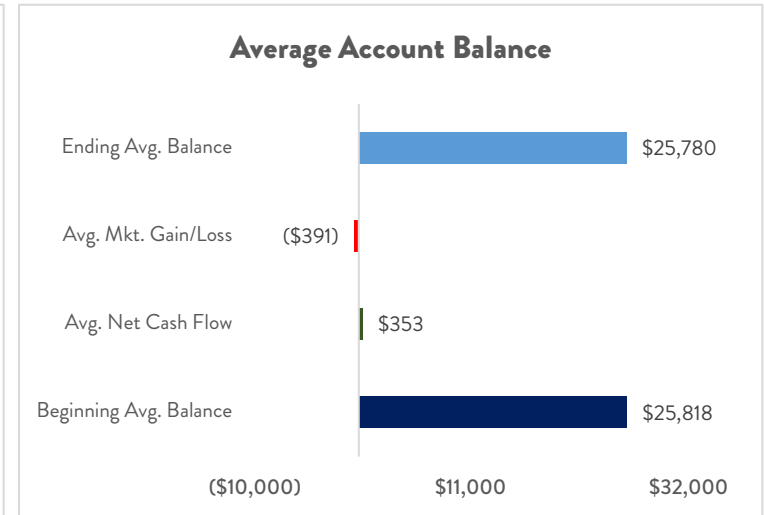 Average Account Balance
Ending Avg. Balance $25,780
Avg. Mkt. Gain/Loss ($391)
Avg. Net Cash Flow $353
Beginning Avg. Balance $25,818
($10,000) $11,000 $32,000